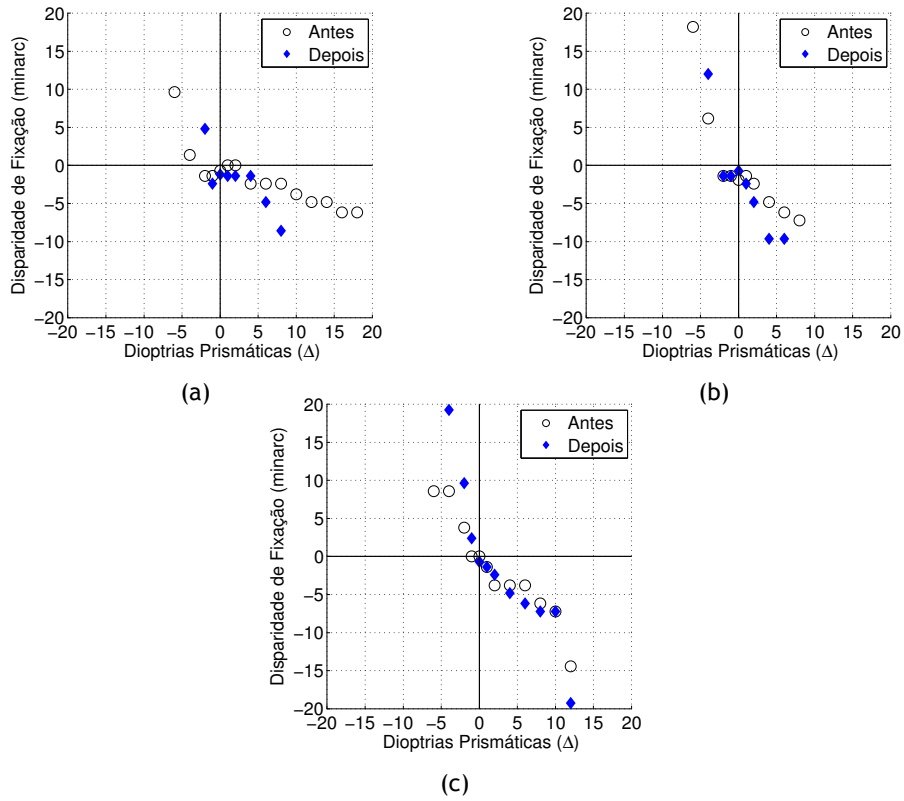 20
15
10
5
0
−5
−10
−15
−20
−20 −15 −10 −5 0 5 10 15 20
Disparidade de Fixação (minarc)
Dioptrias Prismáticas (Δ)
Antes
Depois
(a)
20
15
10
5
0
−5
−10
−15
−20
−20 −15 −10 −5 0 5 10 15 20
Disparidade de Fixação (minarc)
Dioptrias Prismáticas (Δ)
Antes
Depois
(b)
20
15
10
5
0
−5
−10
−15
−20
−20 −15 −10 −5 0 5 10 15 20
Disparidade de Fixação (minarc)
Dioptrias Prismáticas (Δ)
Antes
Depois
(c)